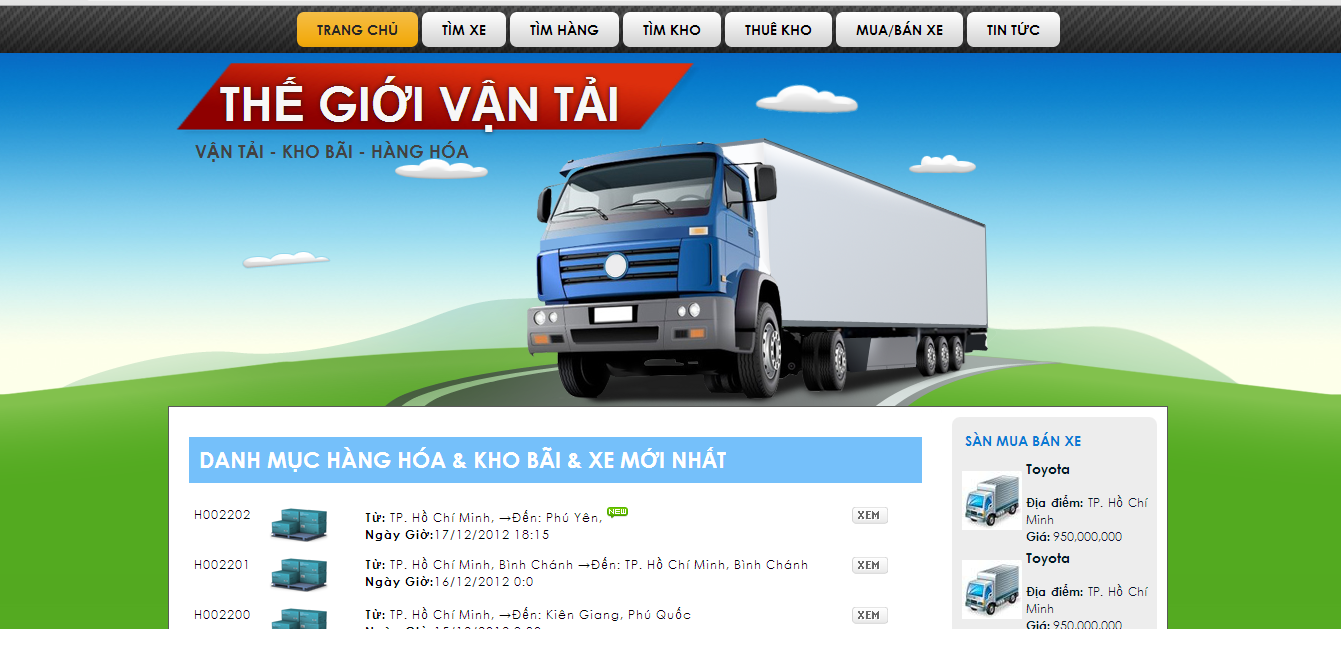 TRANG CHỦ TÌM XE TÌM HÀNG TÌM KHO THUÊ KHO MUA/BÁN XE TIN TỨC
THẾ GIỚI VẬN TẢI
VẬN TẢI - KHO BÃI - HÀNG HÓA
DANH MỤC HÀNG HÓA & KHO BÃI & XE MỚI NHẤT
H002202 Từ: TP. Hồ Chí Minh, →Đến: Phú Yên, NEW XEM
Ngày Giờ:17/12/2012 18:15
H002201 Từ: TP. Hồ Chí Minh, Bình Chánh →Đến: TP. Hồ Chí Minh, Bình Chánh XEM
Ngày Giờ:16/12/2012 0:0
H002200 Từ: TP. Hồ Chí Minh, →Đến: Kiên Giang, Phú Quốc XEM
SÀN MUA BÁN XE
Toyota
Địa điểm: TP. Hồ Chí
Minh
Giá: 950,000,000
Toyota
Địa điểm: TP. Hồ Chí
Minh
Giá: 950,000,000